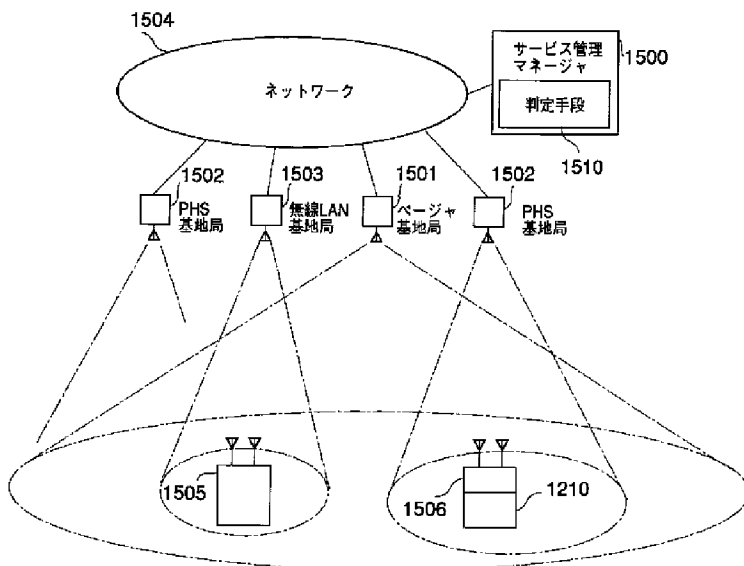 1504
サービス管理
マネージャ
1500
ネットワーク
判定手段
1510
1502
PHS
基地局
1503
無線LAN
基地局
1501
ページャ
基地局
1502
PHS
基地局
1505
1506
1210